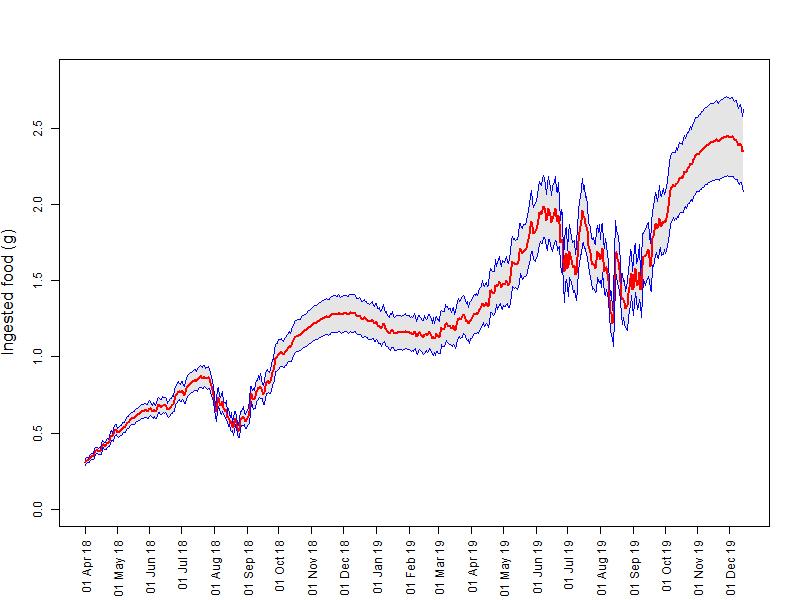 Ingested food (g)
2.5
2.0
1.5
1.0
0.5
0.0
01 Apr 18
01 May 18
01 Jun 18
01 Jul 18
01 Aug 18
01 Sep 18
01 Oct 18
01 Nov 18
01 Dec 18
01 Jan 19
01 Feb 19
01 Mar 19
01 Apr 19
01 May 19
01 Jun 19
01 Jul 19
01 Aug 19
01 Sep 19
01 Oct 19
01 Nov 19
01 Dec 19